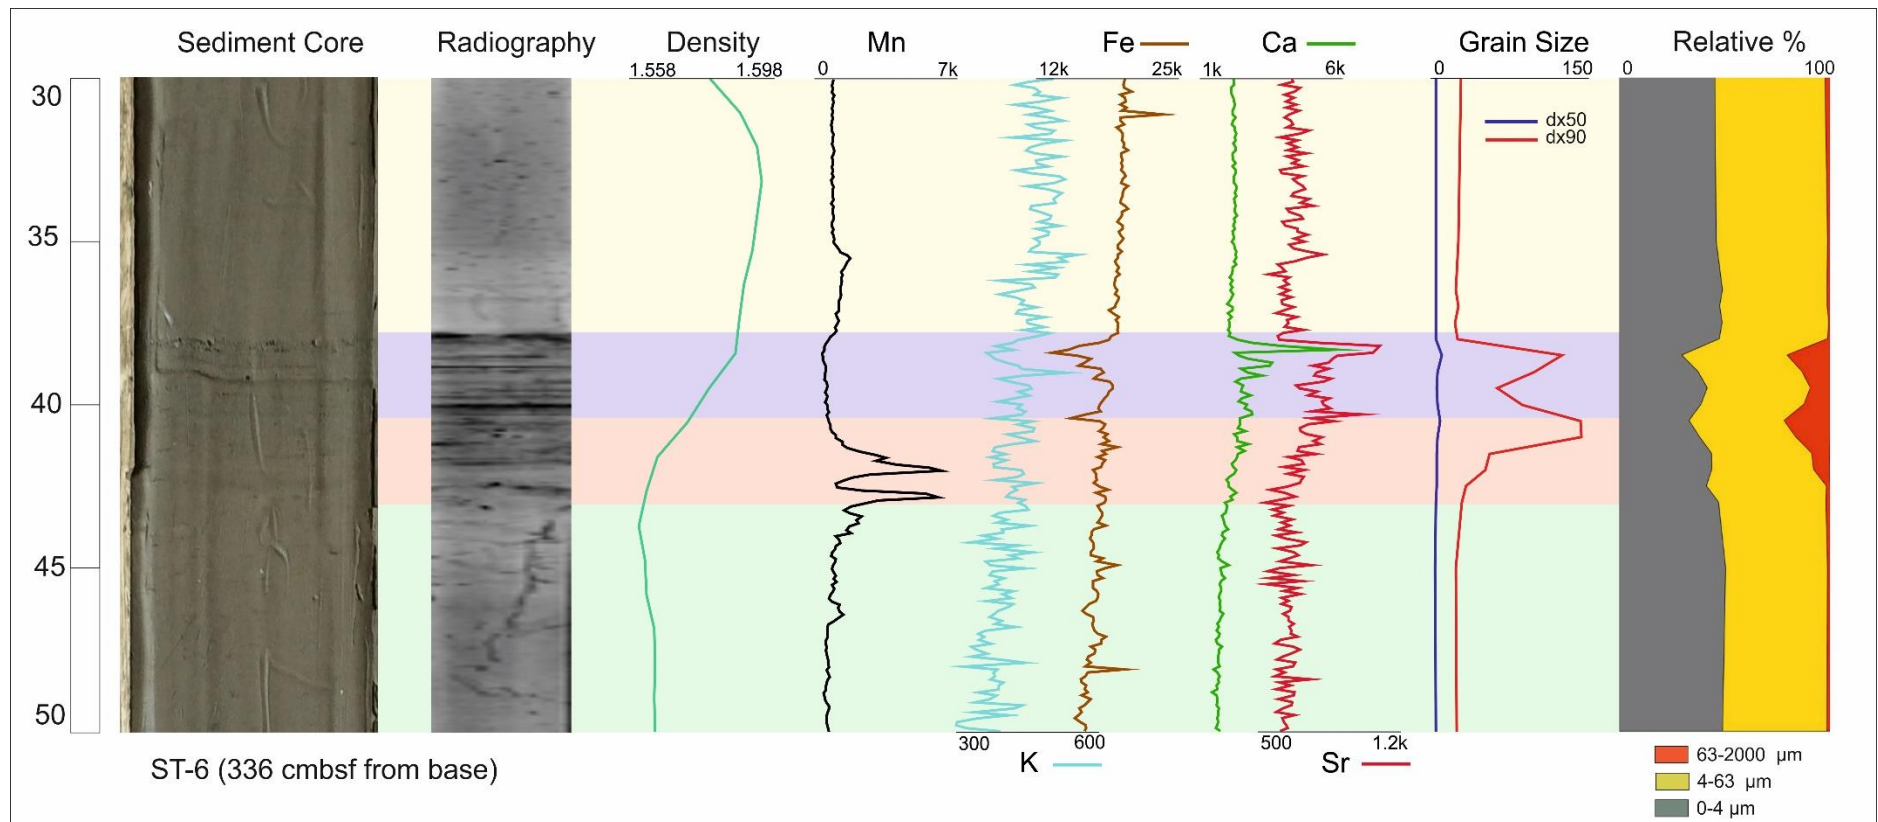 Sediment Core Radiography Density Mn Fe Ca Grain Size Relative %
1.558 1.598 0 7k 12k 25k 1k 6k 0 150 0 100
30
dx50
dx90
35
40
45
50
300 600 500 1.2k
K Sr
ST-6 (336 cmbsf from base)
63-2000 µm
4-63 µm
0-4 µm